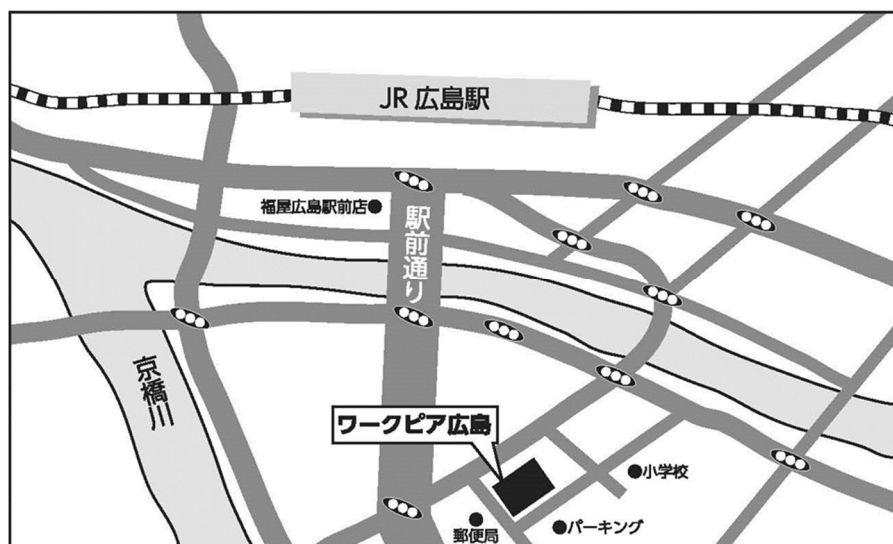 JR 広島駅
福屋広島駅前店
駅前通り
京橋川
ワークピア広島
小学校
郵便局
パーキング